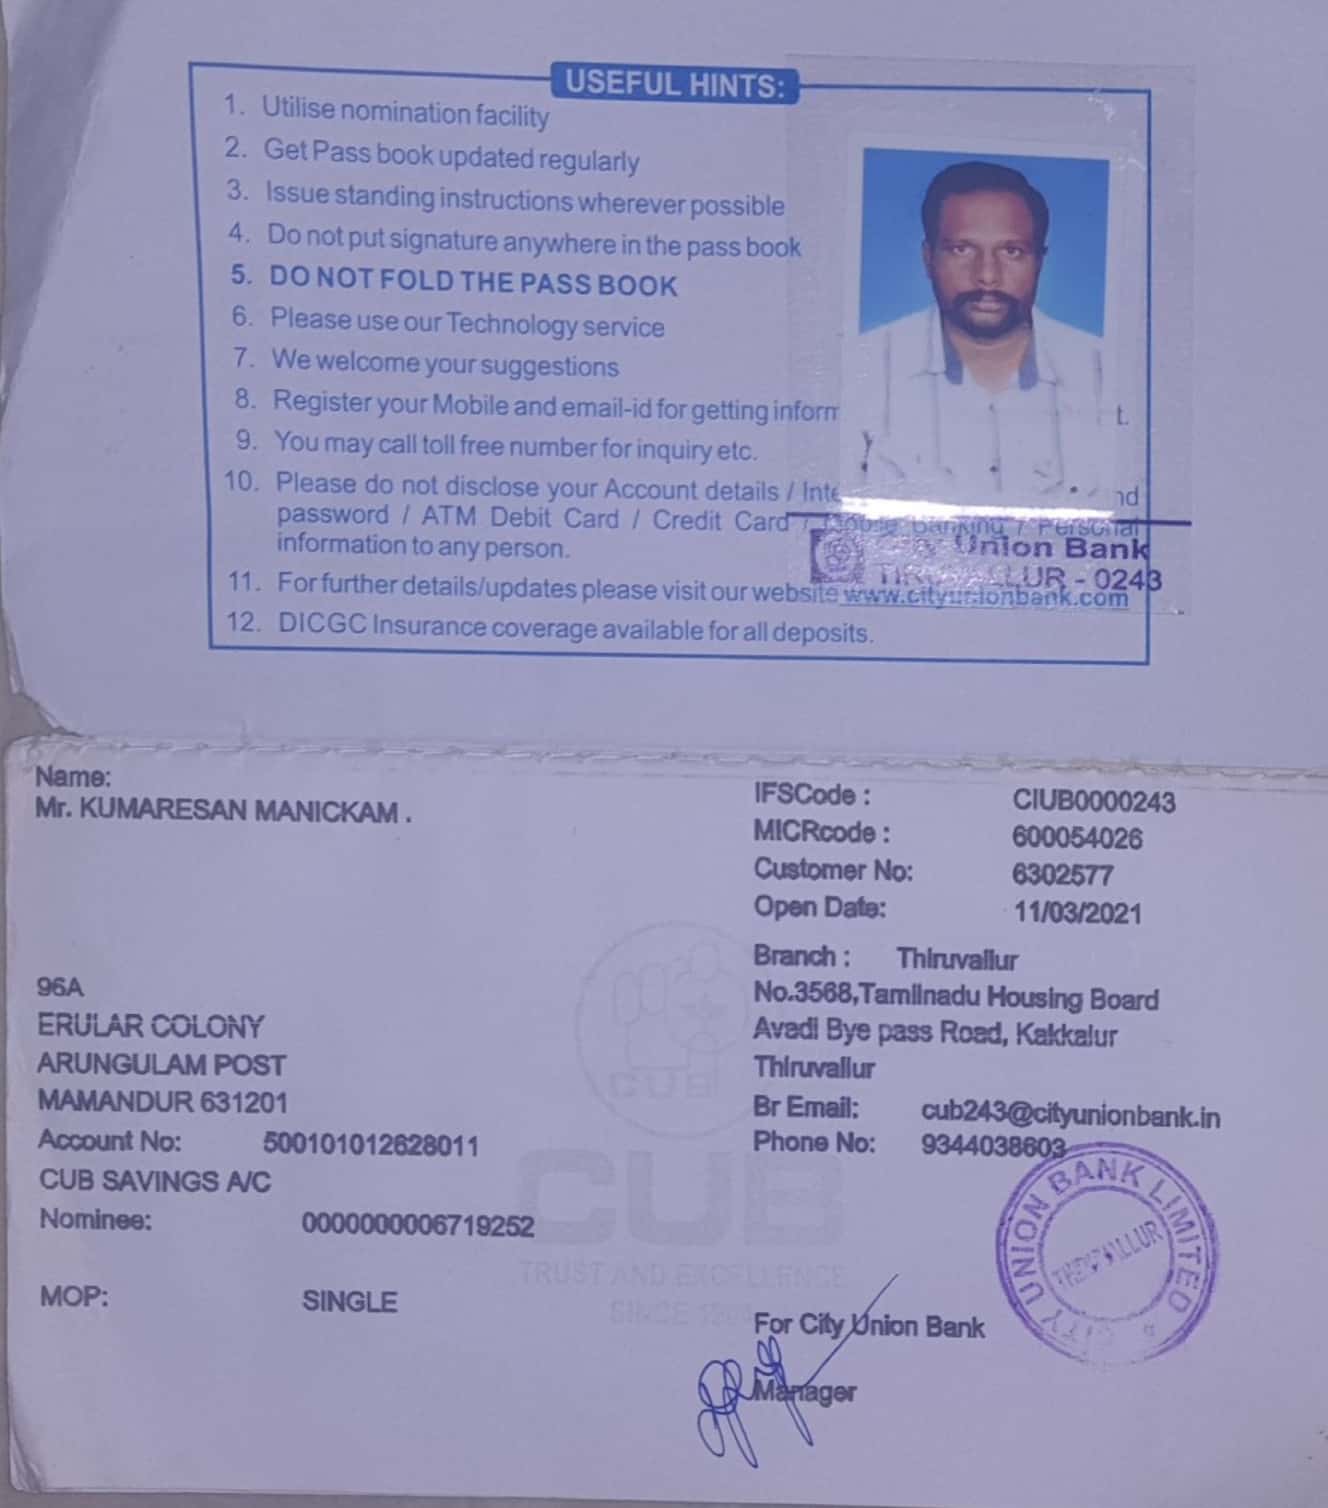 USEFUL HINTS:
1. Utilise nomination facility
2. Get Pass book updated regularly
3. Issue standing instructions wherever possible
4. Do not put signature anywhere in the pass book
5. DO NOT FOLD THE PASS BOOK
6. Please use our Technology service
7. We welcome your suggestions
8. Register your Mobile and email-id for getting inform t.
9. You may call toll free number for inquiry etc.
10. Please do not disclose your Account details / Inte nd
password / ATM Debit Card / Credit Card / Mobile Banking / Personal
information to any person.
City Union Bank
TIRUVALLUR - 0243
11. For further details/updates please visit our website www.cityunionbank.com
12. DICGC Insurance coverage available for all deposits.
Name:
Mr. KUMARESAN MANICKAM .
96A
ERULAR COLONY
ARUNGULAM POST
MAMANDUR 631201
Account No: 500101012628011
CUB SAVINGS A/C
Nominee: 0000000006719252
MOP: SINGLE
IFSCode : CIUB0000243
MICRcode : 600054026
Customer No: 6302577
Open Date: 11/03/2021
Branch : Thiruvallur
No.3568,Tamilnadu Housing Board
Avadi Bye pass Road, Kakkalur
Thiruvallur
Br Email: cub243@cityunionbank.in
Phone No: 9344038603
CUB
CUB
TRUST AND EXCELLENCE
SINCE 1904
For City Union Bank
Manager
CITY UNION BANK LIMITED